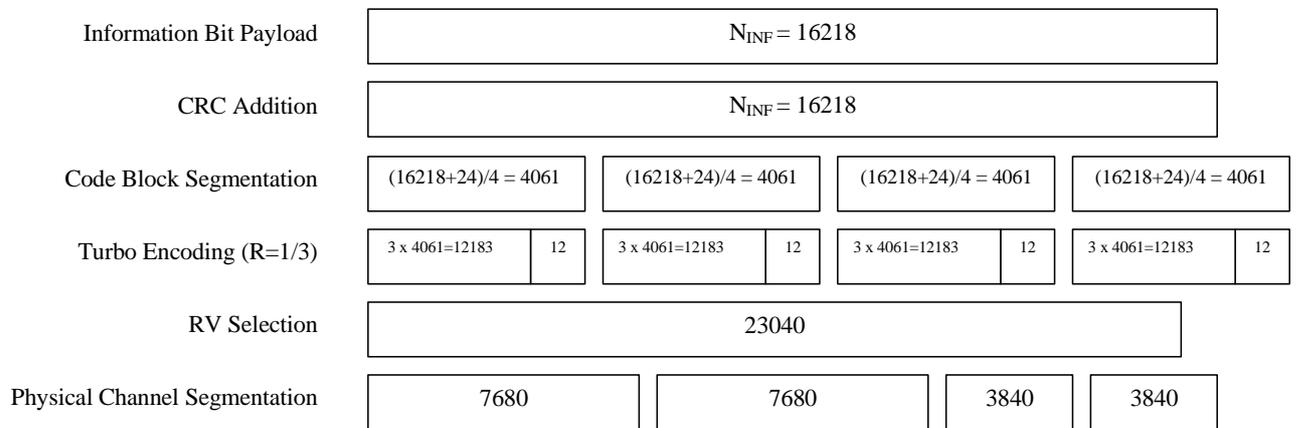 Information Bit Payload
N_INF = 16218
CRC Addition
N_INF = 16218
Code Block Segmentation
(16218+24)/4 = 4061
(16218+24)/4 = 4061
(16218+24)/4 = 4061
(16218+24)/4 = 4061
Turbo Encoding (R=1/3)
3 x 4061=12183
12
3 x 4061=12183
12
3 x 4061=12183
12
3 x 4061=12183
12
RV Selection
23040
Physical Channel Segmentation
7680
7680
3840
3840